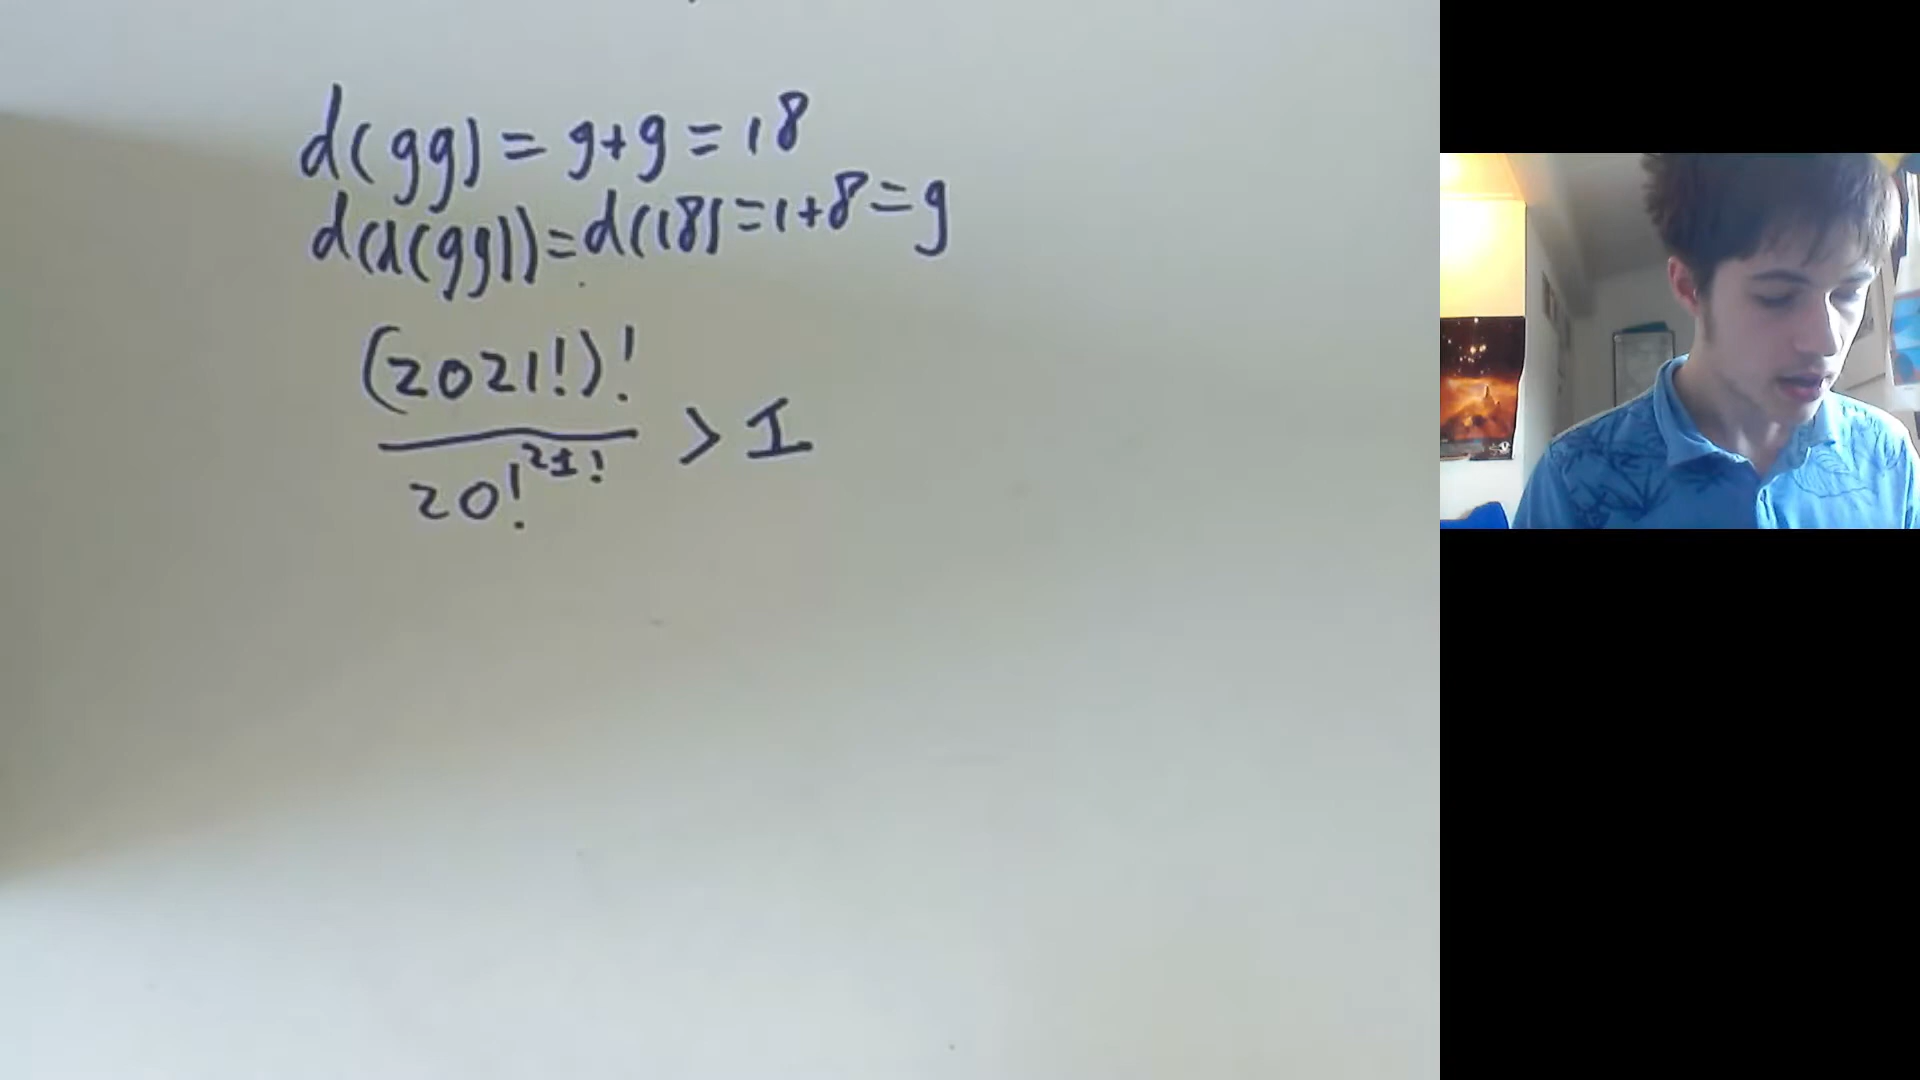 d(99) = 9+9 = 18
d(d(99)) = d(18) = 1+8 = 9
(2021!)!
20!^21! > 1